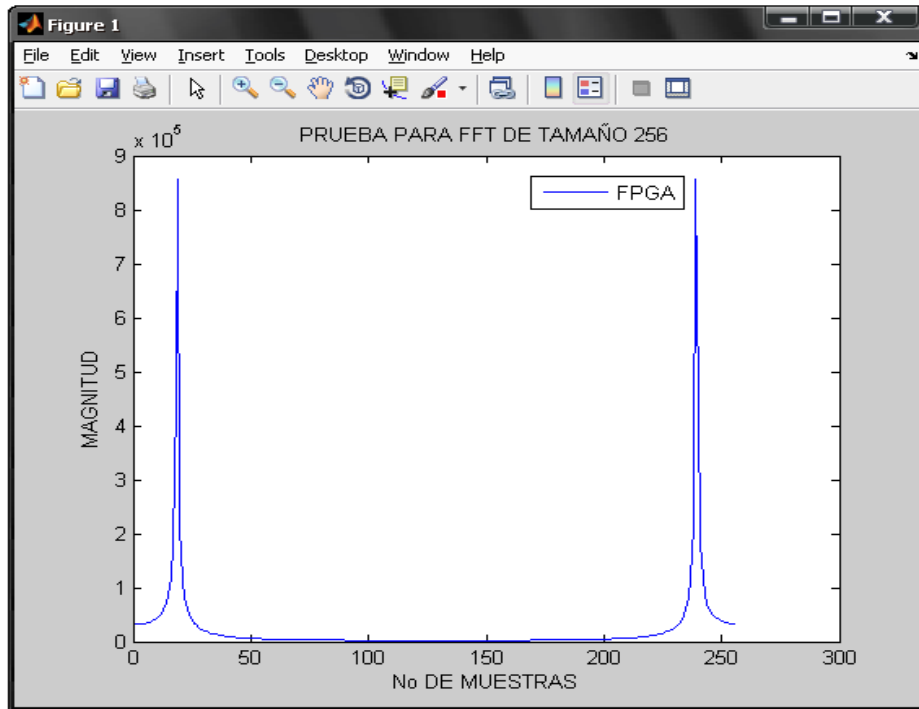 Figure 1
File Edit View Insert Tools Desktop Window Help
PRUEBA PARA FFT DE TAMAÑO 256
x 10^5
FPGA
9
8
7
6
5
4
3
2
1
0
MAGNITUD
0 50 100 150 200 250 300
No DE MUESTRAS